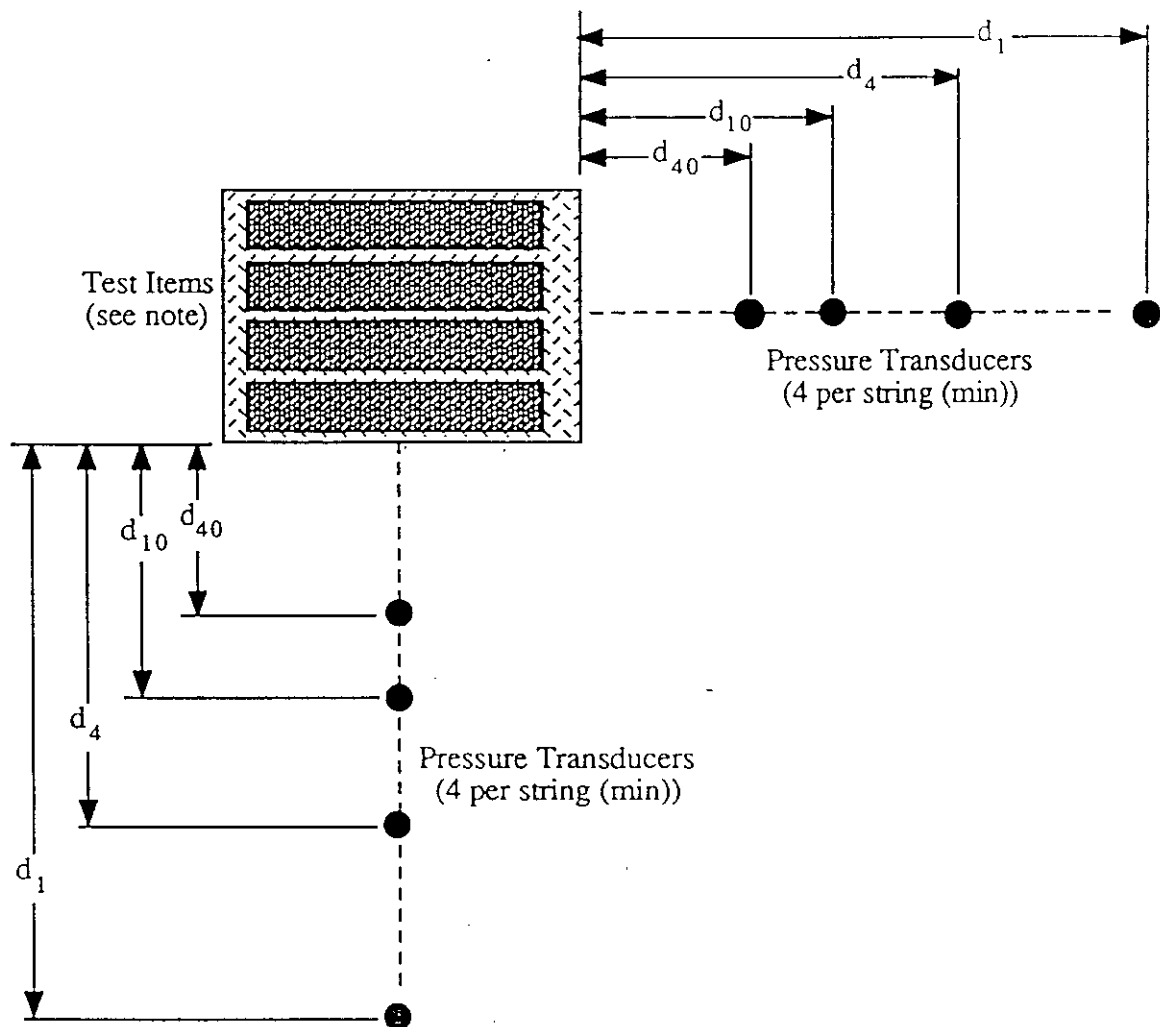 d1
d4
d10
d40
Test Items
(see note)
Pressure Transducers
(4 per string (min))
d40
d10
d4
d1
Pressure Transducers
(4 per string (min))